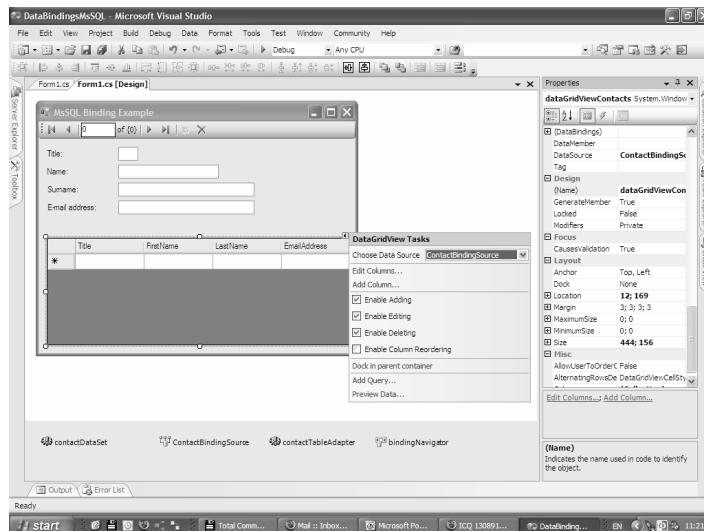 DataBindingsMsSQL - Microsoft Visual Studio
File Edit View Project Build Debug Data Format Tools Test Window Community Help
Debug Any CPU
Form1.cs Form1.cs [Design]
Server Explorer
Toolbox
MsSQL Binding Example
0 of {0}
Title:
Name:
Surname:
E-mail address:
Title FirstName LastName EmailAddress
DataGridView Tasks
Choose Data Source ContactBindingSource
Edit Columns...
Add Column...
Enable Adding
Enable Editing
Enable Deleting
Enable Column Reordering
Dock in parent container
Add Query...
Preview Data...
contactDataSet ContactBindingSource contactTableAdapter bindingNavigator
Properties
dataGridViewContacts System.Window
(DataBindings)
DataMember
DataSource ContactBindingSo
Tag
Design
(Name) dataGridViewCon
GenerateMember True
Locked False
Modifiers Private
Focus
CausesValidation True
Layout
Anchor Top, Left
Dock None
Location 12; 169
Margin 3; 3; 3; 3
MaximumSize 0; 0
MinimumSize 0; 0
Size 444; 156
Misc
AllowUserToOrderC False
AlternatingRowsDe DataGridViewCellSty
Edit Columns..., Add Column...
(Name)
Indicates the name used in code to identify
the object.
Output Error List
Ready
start Total Comm... Mail :: Inbox... Microsoft Po... ICQ 130891... DataBinding... EN 11:21